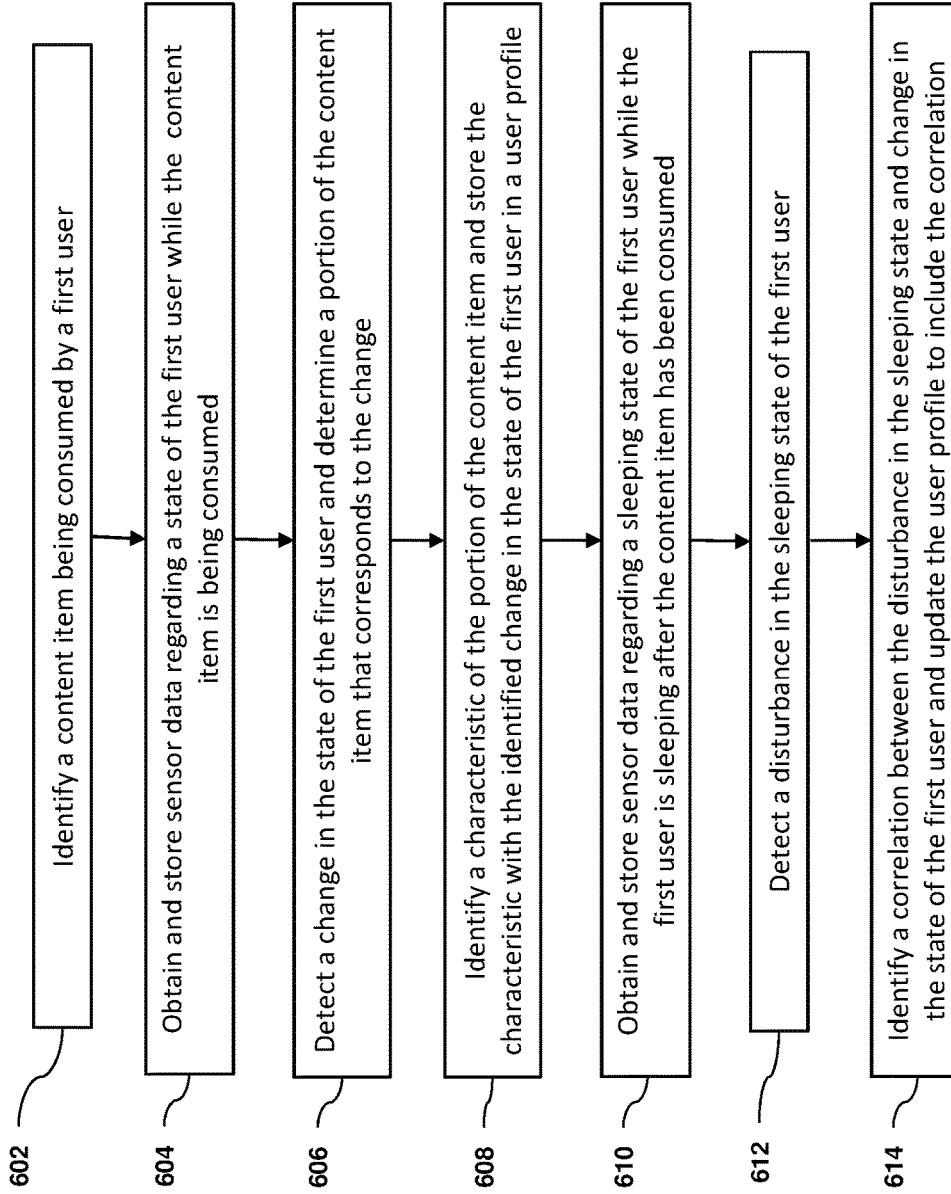 602
Identify a content item being consumed by a first user
604
Obtain and store sensor data regarding a state of the first user while the content
item is being consumed
606
Detect a change in the state of the first user and determine a portion of the content
item that corresponds to the change
608
Identify a characteristic of the portion of the content item and store the
characteristic with the identified change in the state of the first user in a user profile
610
Obtain and store sensor data regarding a sleeping state of the first user while the
first user is sleeping after the content item has been consumed
612
Detect a disturbance in the sleeping state of the first user
614
Identify a correlation between the disturbance in the sleeping state and change in
the state of the first user and update the user profile to include the correlation